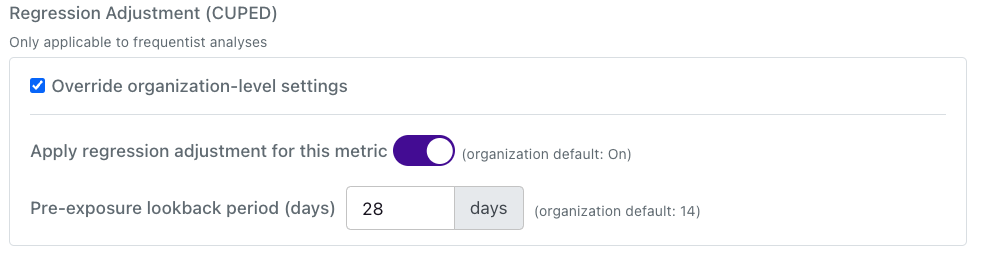 Regression Adjustment (CUPED)
Only applicable to frequentist analyses
Override organization-level settings
Apply regression adjustment for this metric (organization default: On)
Pre-exposure lookback period (days) 28 days (organization default: 14)